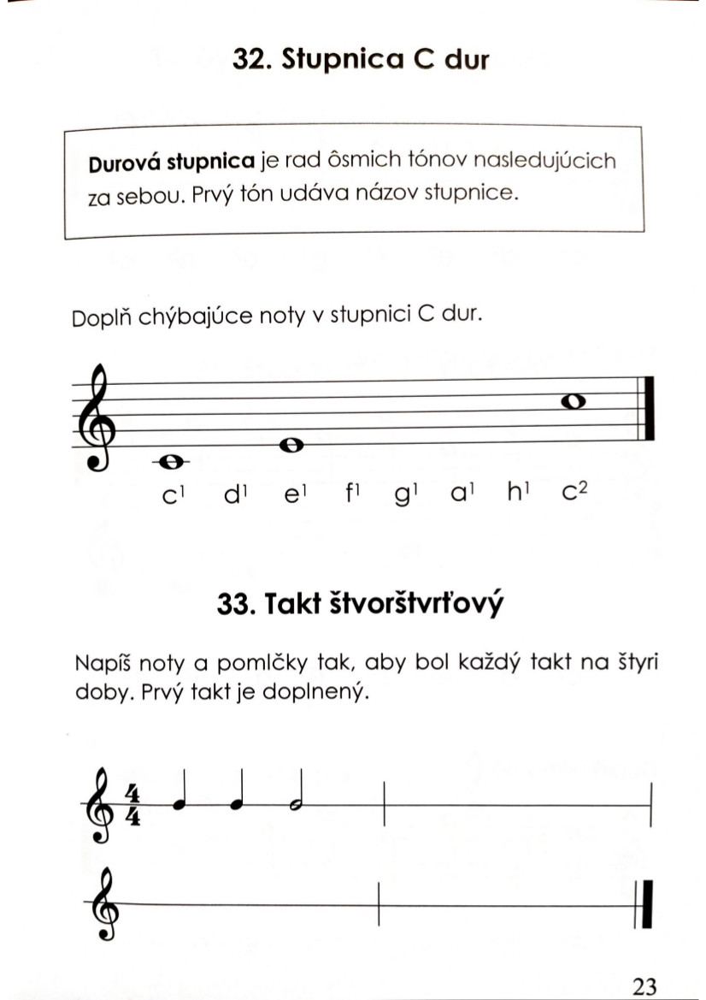 32. Stupnica C dur
Durová stupnica je rad ôsmich tónov nasledujúcich
za sebou. Prvý tón udáva názov stupnice.
Doplň chýbajúce noty v stupnici C dur.
c¹ d¹ e¹ f¹ g¹ a¹ h¹ c²
33. Takt štvorštvrťový
Napíš noty a pomlčky tak, aby bol každý takt na štyri
doby. Prvý takt je doplnený.
4
4
23